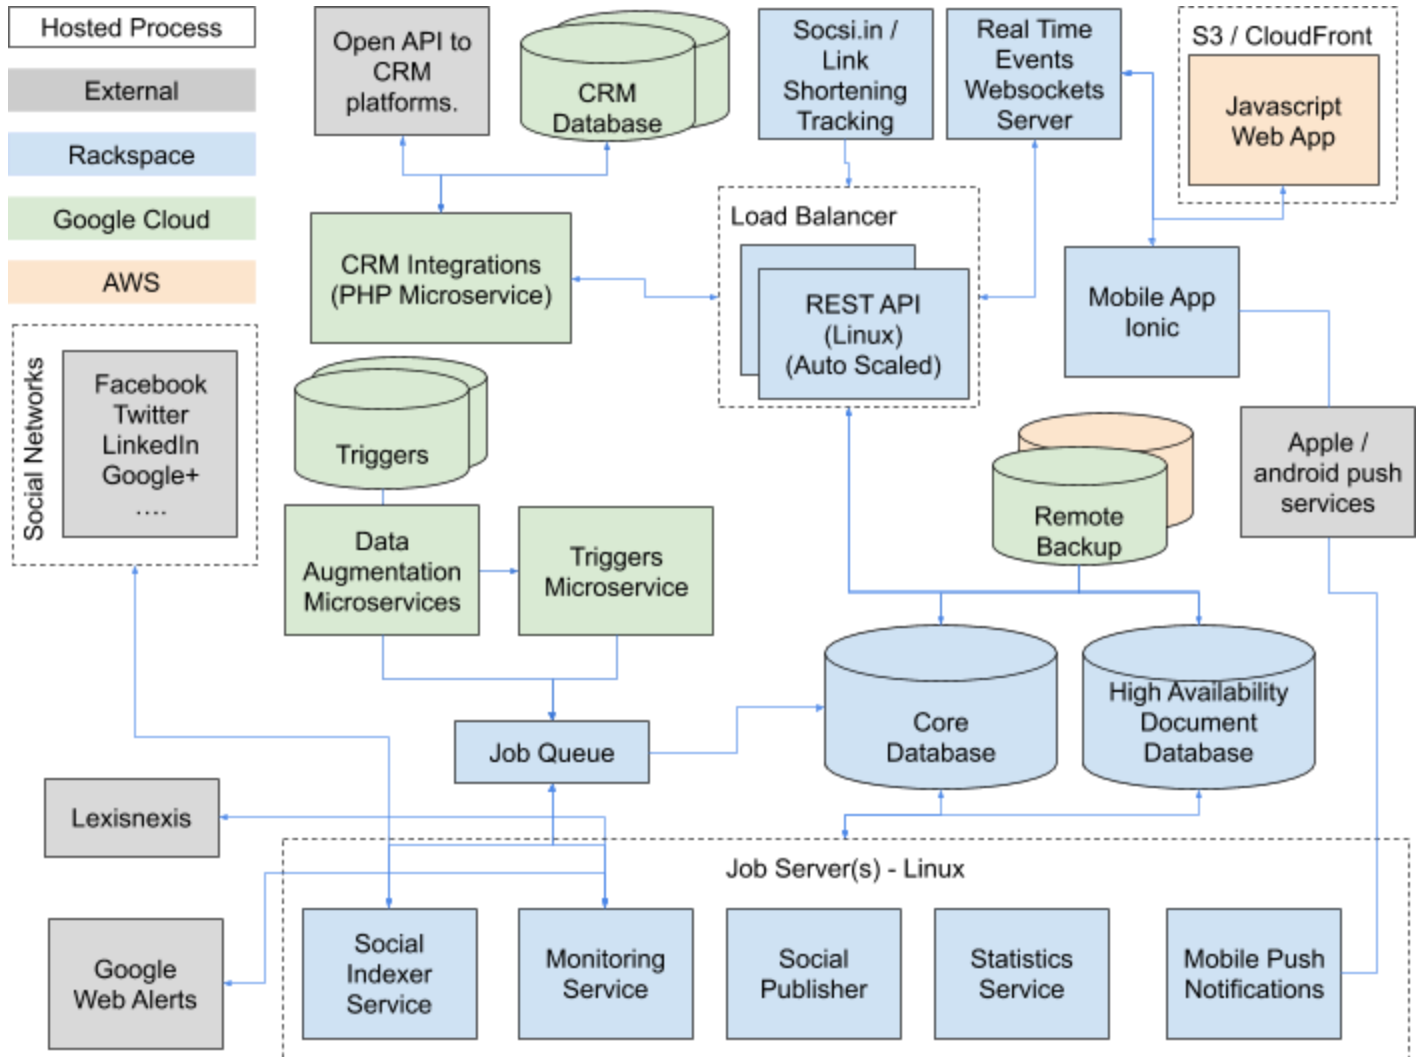 Hosted Process
External
Rackspace
Google Cloud
AWS
Open API to
CRM
platforms.
CRM
Database
Socsi.in /
Link
Shortening
Tracking
Real Time
Events
Websockets
Server
S3 / CloudFront
Javascript
Web App
Load Balancer
REST API
(Linux)
(Auto Scaled)
CRM Integrations
(PHP Microservice)
Mobile App
Ionic
Social Networks
Facebook
Twitter
LinkedIn
Google+
....
Triggers
Apple /
android push
services
Remote
Backup
Data
Augmentation
Microservices
Triggers
Microservice
Job Queue
Core
Database
High Availability
Document
Database
Lexisnexis
Google
Web Alerts
Job Server(s) - Linux
Social
Indexer
Service
Monitoring
Service
Social
Publisher
Statistics
Service
Mobile Push
Notifications